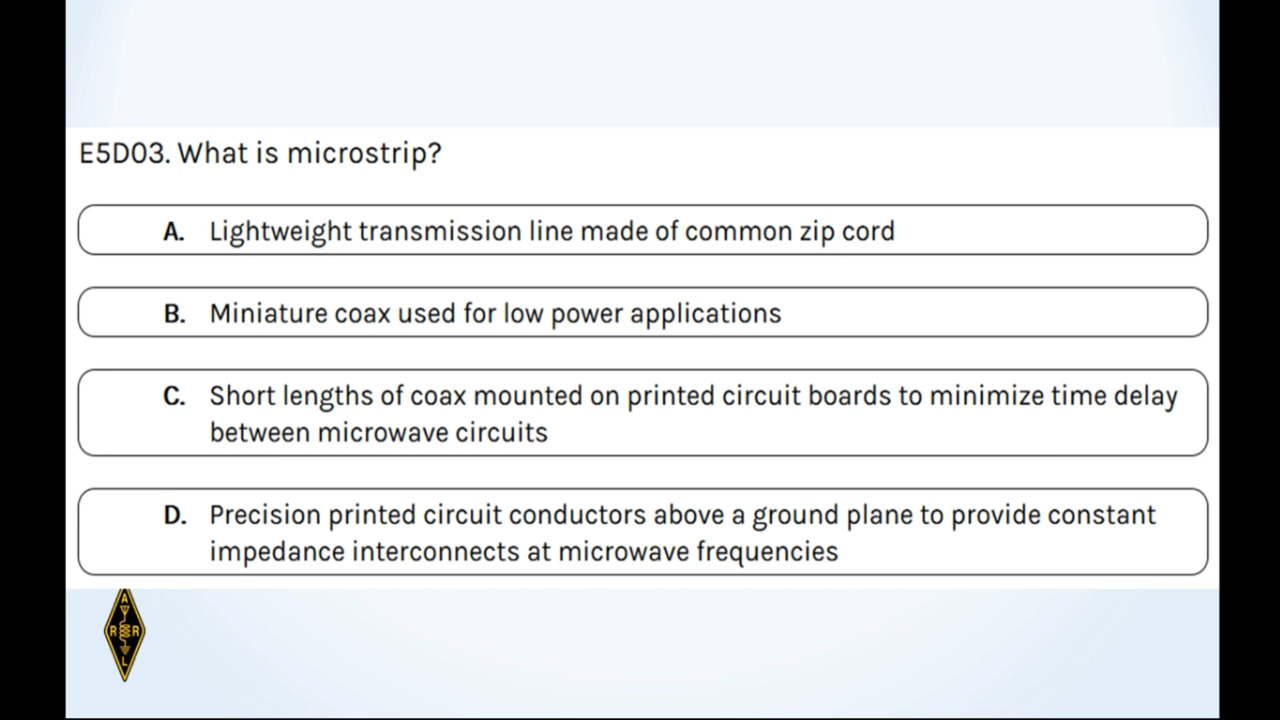 E5D03. What is microstrip?
A. Lightweight transmission line made of common zip cord
B. Miniature coax used for low power applications
C. Short lengths of coax mounted on printed circuit boards to minimize time delay
between microwave circuits
D. Precision printed circuit conductors above a ground plane to provide constant
impedance interconnects at microwave frequencies
A
R R
L